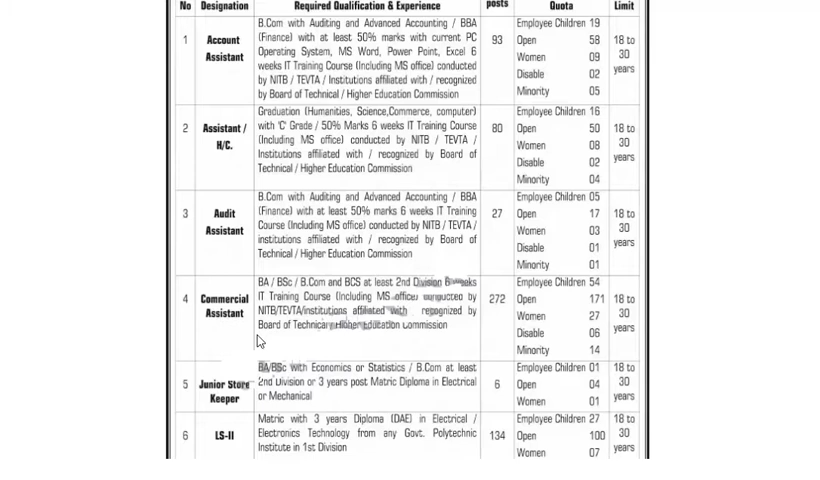 No Designation Required Qualification & Experience posts Quota Limit
1 Account Assistant
B.Com with Auditing and Advanced Accounting / BBA
(Finance) with at least 50% marks with current PC
Operating System, MS Word, Power Point, Excel 6
weeks IT Training Course (Including MS office) conducted
by NITB / TEVTA / Institutions affiliated with / recognized
by Board of Technical / Higher Education Commission
93
Employee Children 19
Open 58
Women 09
Disable 02
Minority 05
18 to
30
years
2 Assistant / H/C.
Graduation (Humanities, Science,Commerce, computer)
with 'C' Grade / 50% Marks 6 weeks IT Training Course
(Including MS office) conducted by NITB / TEVTA /
Institutions affiliated with / recognized by Board of
Technical / Higher Education Commission
80
Employee Children 16
Open 50
Women 08
Disable 02
Minority 04
18 to
30
years
3 Audit Assistant
B.Com with Auditing and Advanced Accounting / BBA
(Finance) with at least 50% marks 6 weeks IT Training
Course (Including MS office) conducted by NITB / TEVTA /
institutions affiliated with / recognized by Board of
Technical / Higher Education Commission
27
Employee Children 05
Open 17
Women 03
Disable 01
Minority 01
18 to
30
years
4 Commercial Assistant
BA / BSc / B.Com and BCS at least 2nd Division 6 weeks
IT Training Course (Including MS office) conducted by
NITB/TEVTA/institutions affiliated with recognized by
Board of Technical Higher Education Commission
272
Employee Children 54
Open 171
Women 27
Disable 06
Minority 14
18 to
30
years
5 Junior Store Keeper
BA/BSc with Economics or Statistics / B.Com at least
2nd Division or 3 years post Matric Diploma in Electrical
or Mechanical
6
Employee Children 01
Open 04
Women 01
18 to
30
years
6 LS-II
Matric with 3 years Diploma (DAE) in Electrical /
Electronics Technology from any Govt. Polytechnic
Institute in 1st Division
134
Employee Children 27
Open 100
Women 07
18 to
30
years